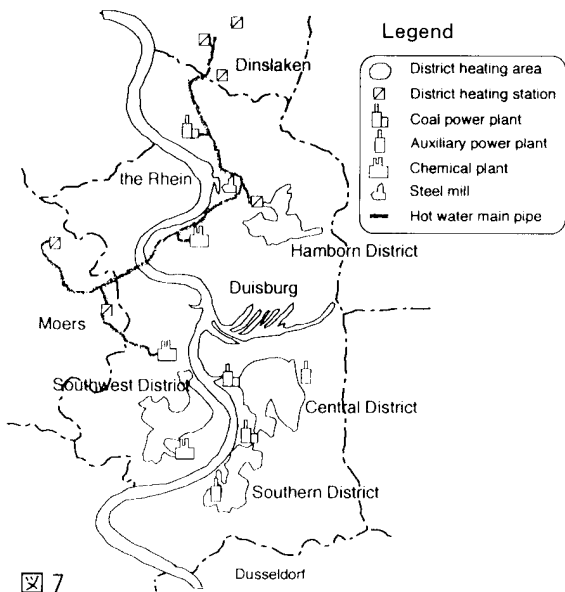 Legend
District heating area
District heating station
Coal power plant
Auxiliary power plant
Chemical plant
Steel mill
Hot water main pipe
Dinslaken
the Rhein
Hamborn District
Duisburg
Moers
Southwest District
Central District
Southern District
Dusseldorf
図 7